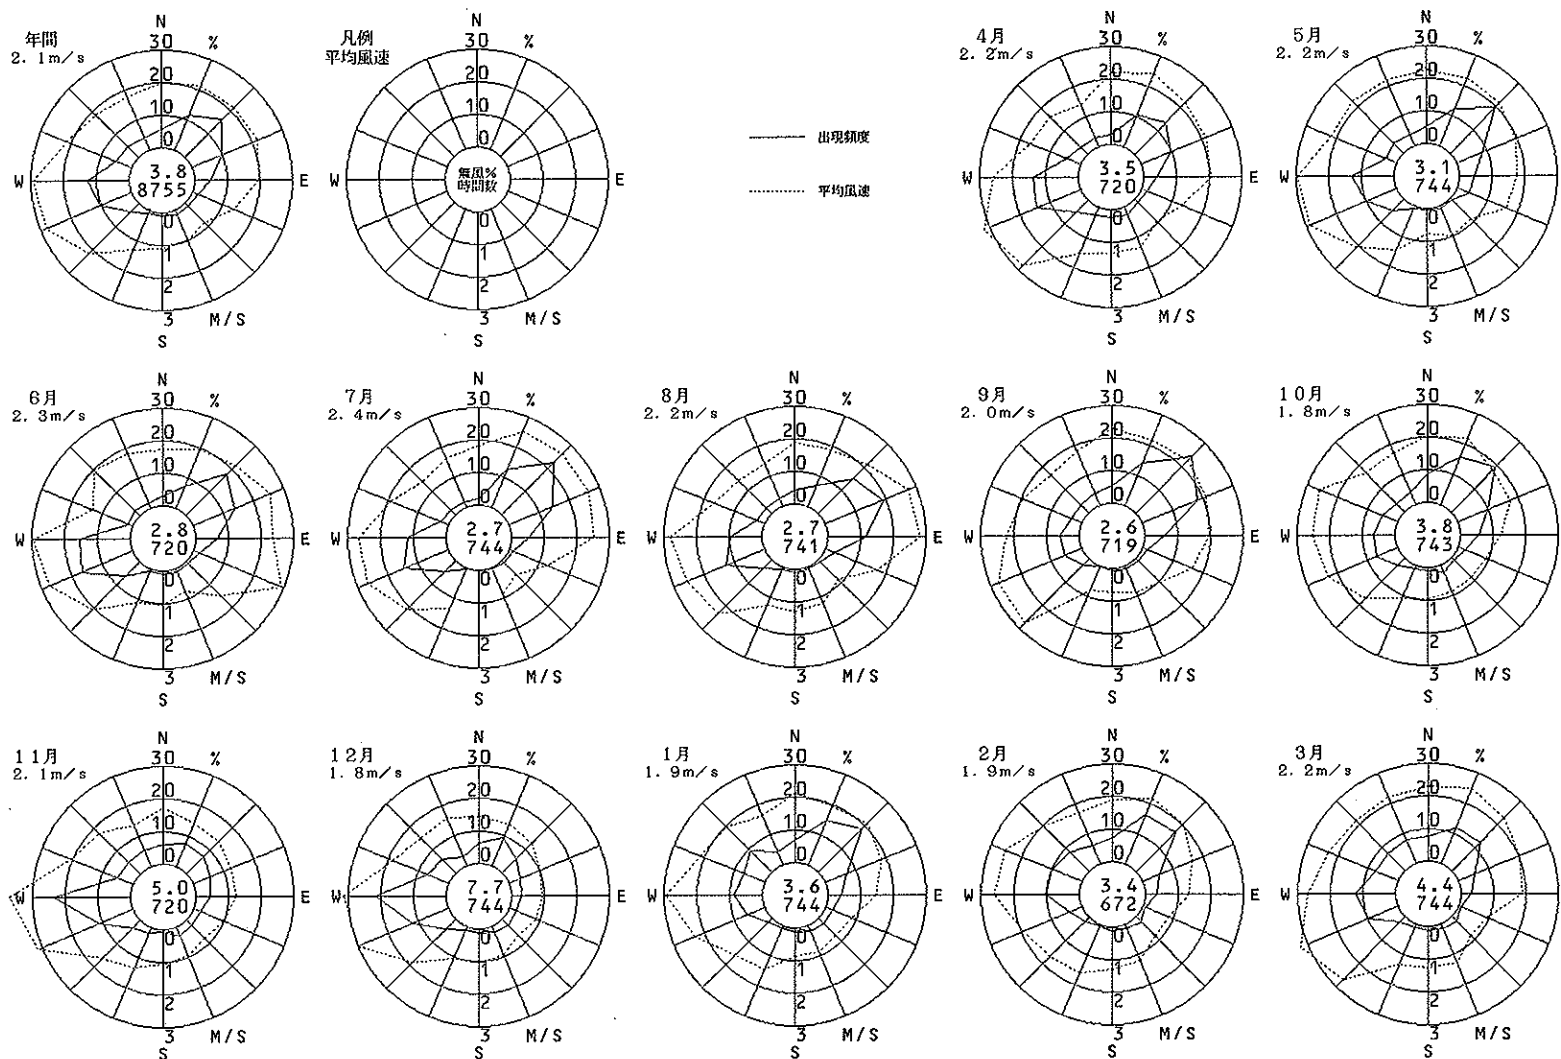 年間
2.1m/s
N
30 %
20
10
0
3.8
8755
W
E
0
1
2
3 M/S
S
凡例
平均風速
N
30 %
20
10
0
無風%
時間数
W
E
0
1
2
3 M/S
S
出現頻度
平均風速
4月
2.2m/s
N
30 %
20
10
0
3.5
720
W
E
0
1
2
3 M/S
S
5月
2.2m/s
N
30 %
20
10
0
3.1
744
W
E
0
1
2
3 M/S
S
6月
2.3m/s
N
30 %
20
10
0
2.8
720
W
E
0
1
2
3 M/S
S
7月
2.4m/s
N
30 %
20
10
0
2.7
744
W
E
0
1
2
3 M/S
S
8月
2.2m/s
N
30 %
20
10
0
2.7
741
W
E
0
1
2
3 M/S
S
9月
2.0m/s
N
30 %
20
10
0
2.6
719
W
E
0
1
2
3 M/S
S
10月
1.8m/s
N
30 %
20
10
0
3.8
743
W
E
0
1
2
3 M/S
S
11月
2.1m/s
N
30 %
20
10
0
5.0
720
W
E
0
1
2
3 M/S
S
12月
1.8m/s
N
30 %
20
10
0
7.7
744
W
E
0
1
2
3 M/S
S
1月
1.9m/s
N
30 %
20
10
0
3.6
744
W
E
0
1
2
3 M/S
S
2月
1.9m/s
N
30 %
20
10
0
3.4
672
W
E
0
1
2
3 M/S
S
3月
2.2m/s
N
30 %
20
10
0
4.4
744
W
E
0
1
2
3 M/S
S